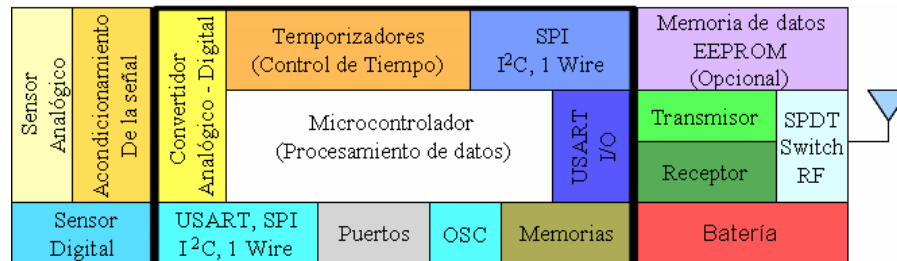 Sensor
Analógico
Acondicionamiento
De la señal
Convertidor
Analógico - Digital
Temporizadores
(Control de Tiempo)
SPI
I²C, 1 Wire
Memoria de datos
EEPROM
(Opcional)
Microcontrolador
(Procesamiento de datos)
USART
I/O
Transmisor
Receptor
SPDT
Switch
RF
Sensor
Digital
USART, SPI
I²C, 1 Wire
Puertos
OSC
Memorias
Batería